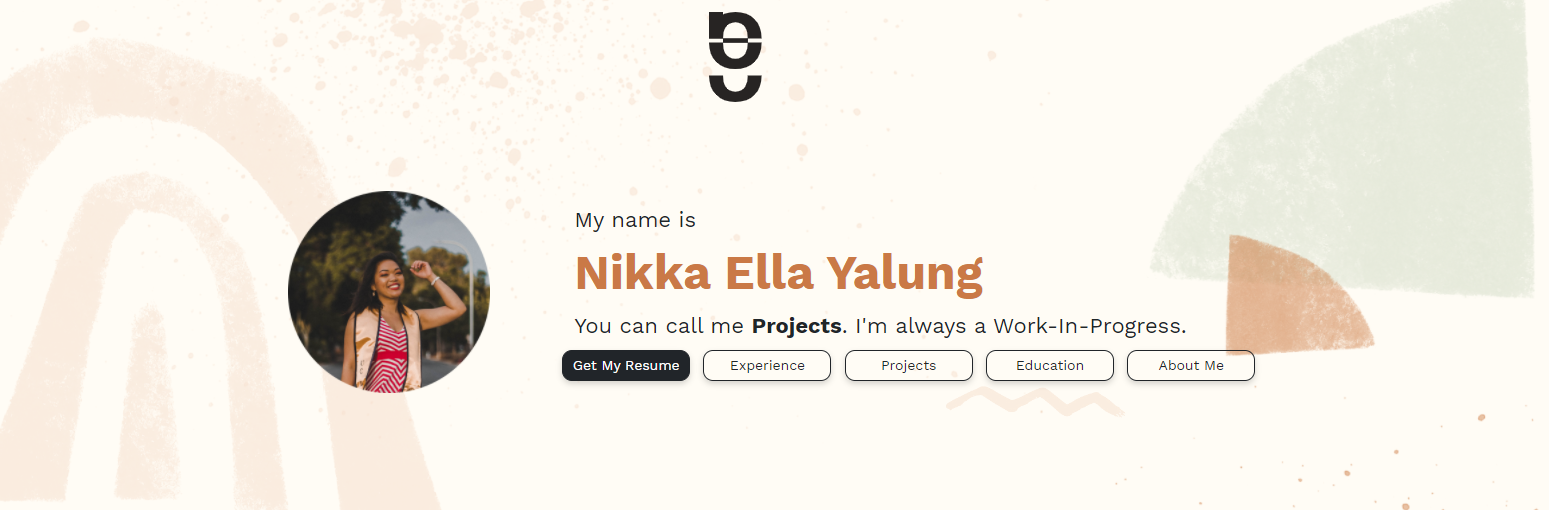 My name is
Nikka Ella Yalung
You can call me Projects. I'm always a Work-In-Progress.
Get My Resume Experience Projects Education About Me